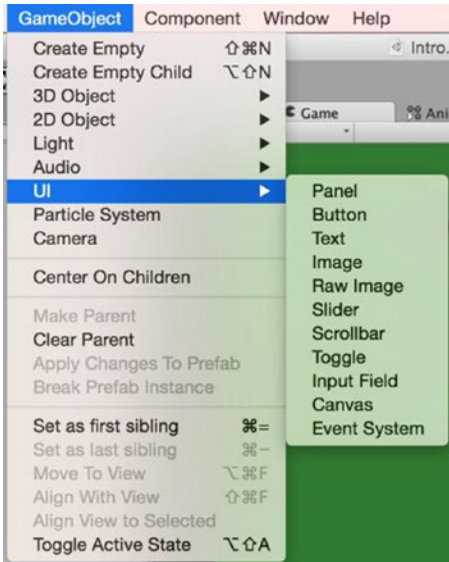 GameObject Component Window Help
Intro.
Game Ani
Create Empty ⇧⌘N
Create Empty Child ⌥⇧N
3D Object ▶
2D Object ▶
Light ▶
Audio ▶
UI ▶
Particle System
Camera
Center On Children
Make Parent
Clear Parent
Apply Changes To Prefab
Break Prefab Instance
Set as first sibling ⌘=
Set as last sibling ⌘-
Move To View ⌥⌘F
Align With View ⇧⌘F
Align View to Selected
Toggle Active State ⌥⇧A
Panel
Button
Text
Image
Raw Image
Slider
Scrollbar
Toggle
Input Field
Canvas
Event System